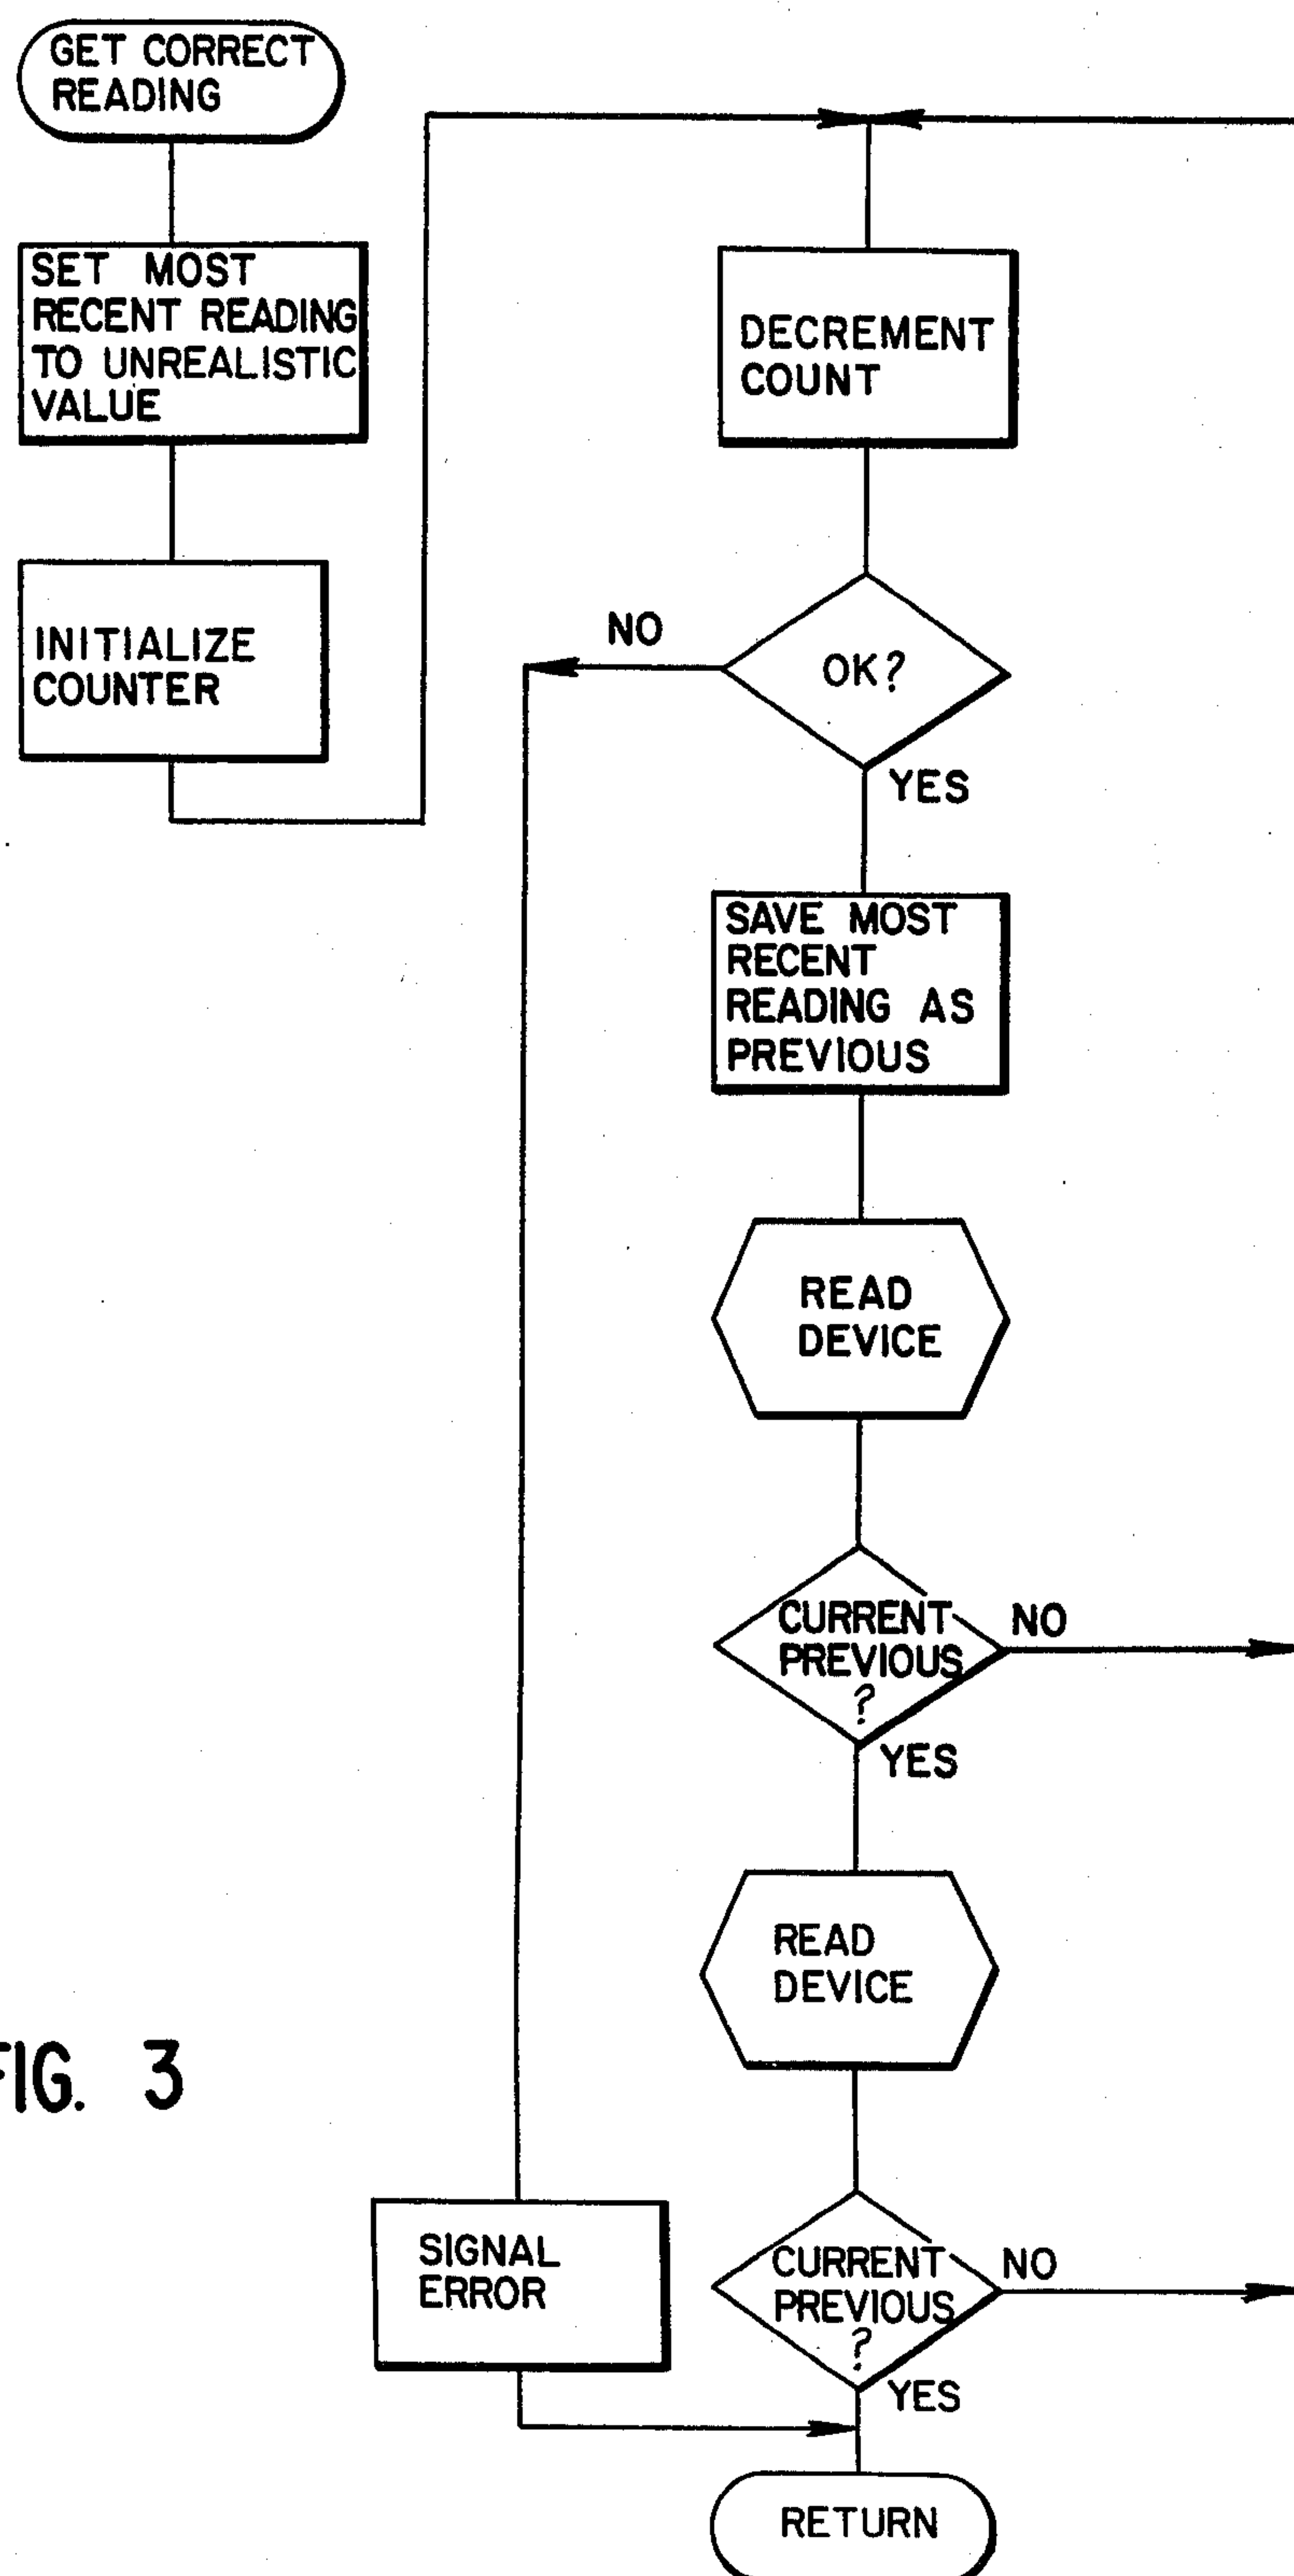 GET CORRECT
READING
SET MOST
RECENT READING
TO UNREALISTIC
VALUE
INITIALIZE
COUNTER
DECREMENT
COUNT
OK?
NO
YES
SAVE MOST
RECENT
READING AS
PREVIOUS
READ
DEVICE
CURRENT
PREVIOUS
?
NO
YES
READ
DEVICE
CURRENT
PREVIOUS
?
NO
YES
SIGNAL
ERROR
RETURN
FIG. 3